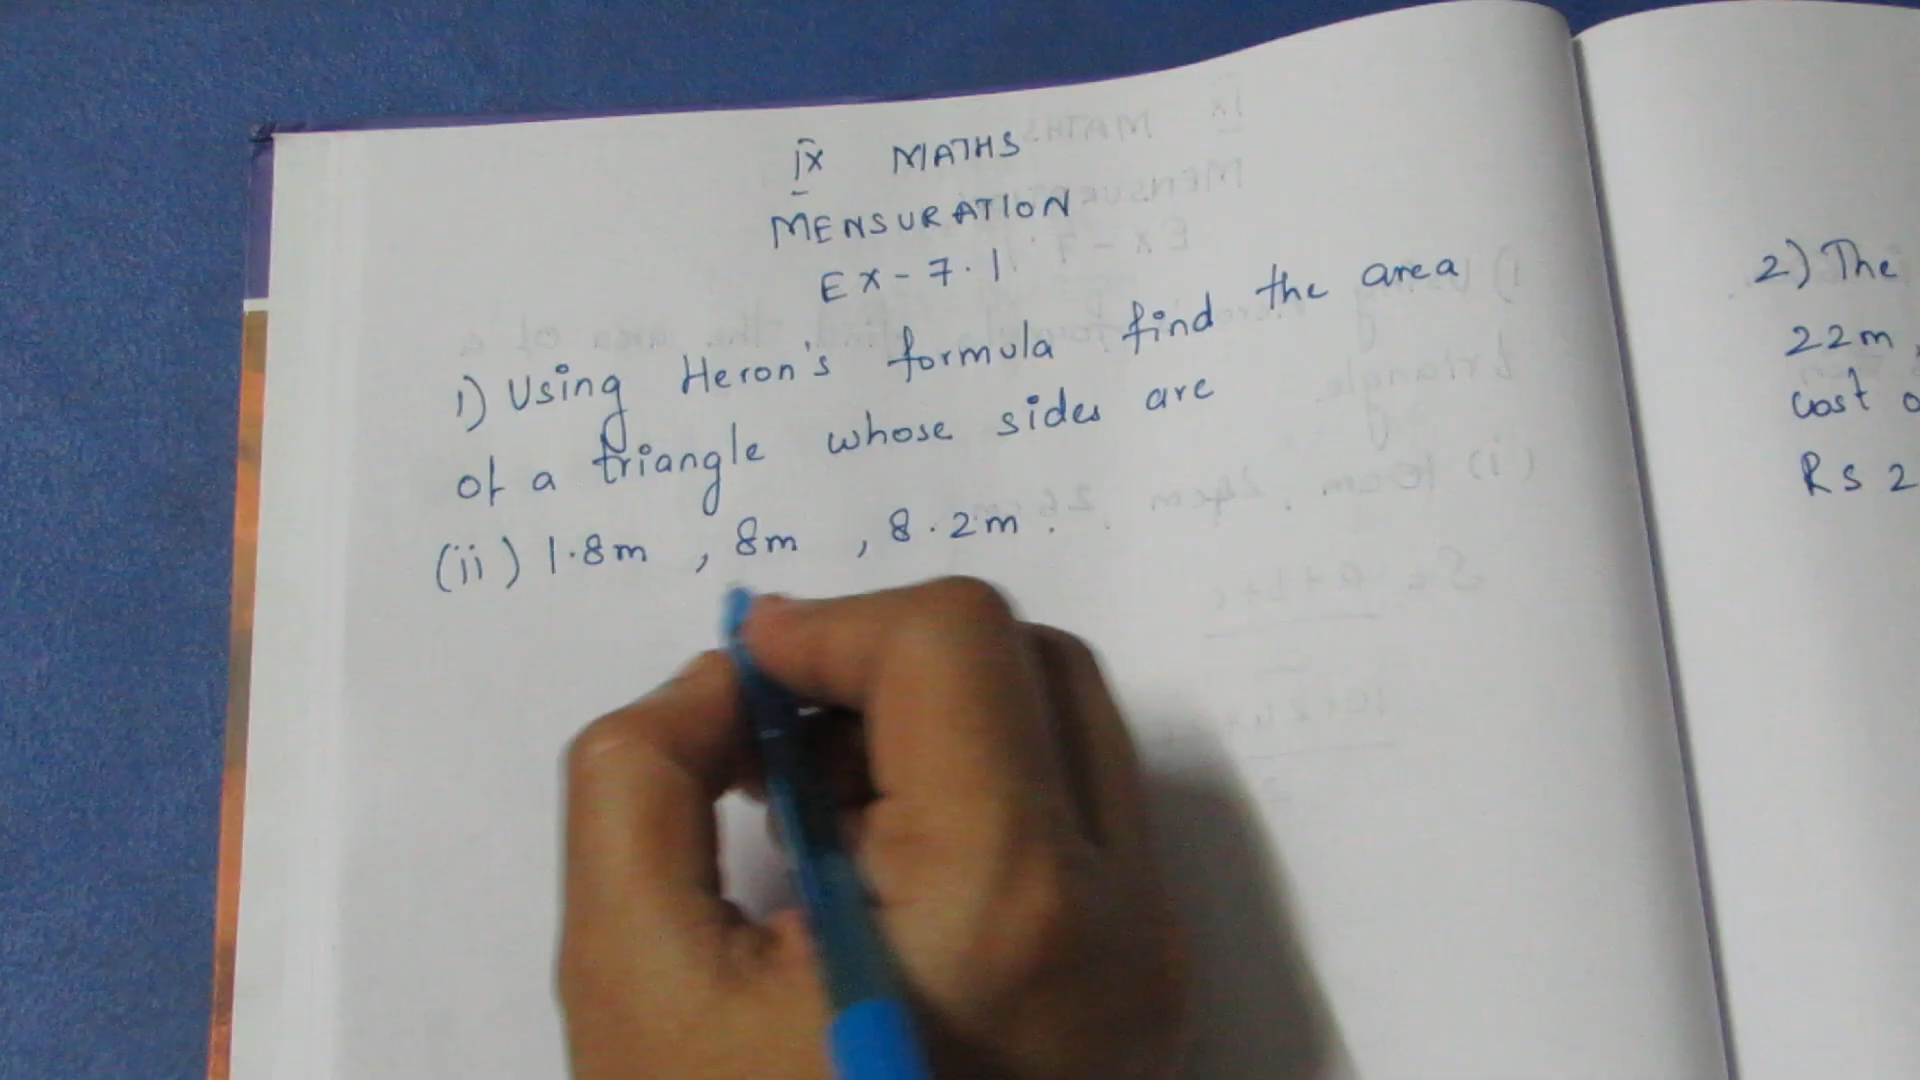 IX MATHS
MENSURATION
Ex - 7.1
1) Using Heron's formula find the area
of a triangle whose sides are
(ii) 1.8m , 8m , 8.2m .
2) The
22m ,
cost
Rs 2